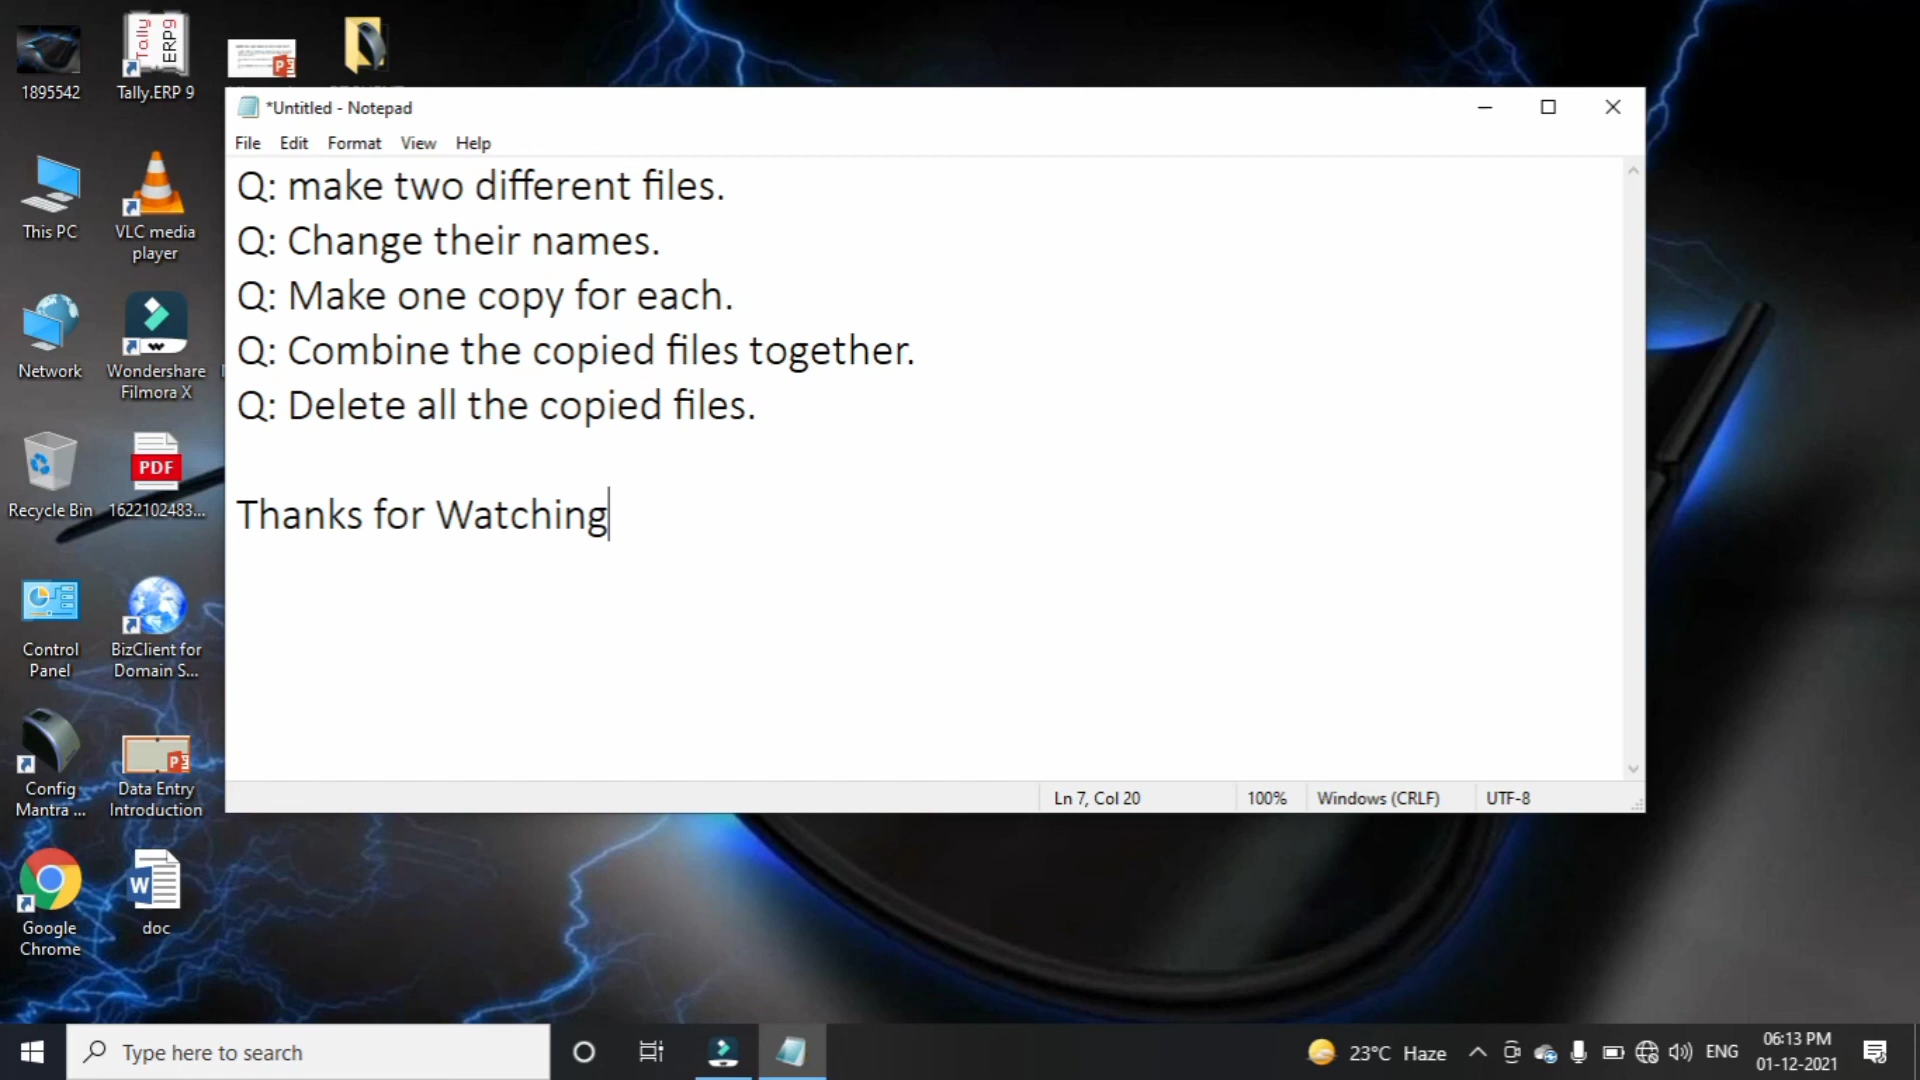 1895542
Tally.ERP 9
Tally
ERP9
This PC
VLC media
player
Network
Wondershare
Filmora X
Recycle Bin
PDF
1622102483...
Control
Panel
BizClient for
Domain S...
Config
Mantra ...
Data Entry
Introduction
Google
Chrome
doc
*Untitled - Notepad
File Edit Format View Help
Q: make two different files.
Q: Change their names.
Q: Make one copy for each.
Q: Combine the copied files together.
Q: Delete all the copied files.
Thanks for Watching
Ln 7, Col 20 100% Windows (CRLF) UTF-8
Type here to search
23°C Haze ENG
06:13 PM
01-12-2021